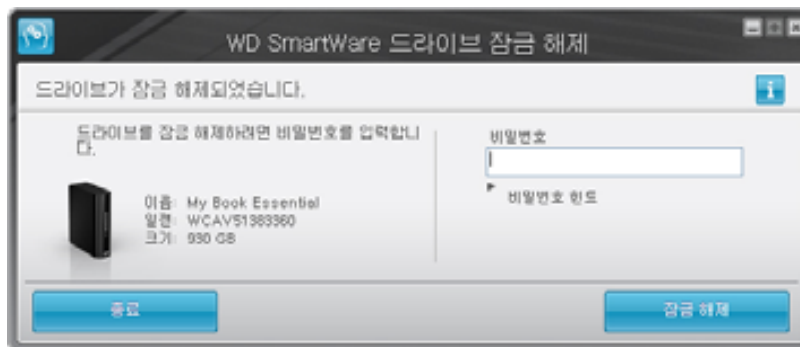 WD SmartWare 드라이브 잠금 해제
드라이브가 잠금 해제되었습니다.
드라이브를 잠금 해제하려면 비밀번호를 입력합니
다.
이름: My Book Essential
일련: WCAV51383360
크기: 930 GB
비밀번호
비밀번호 힌트
종료
잠금 해제